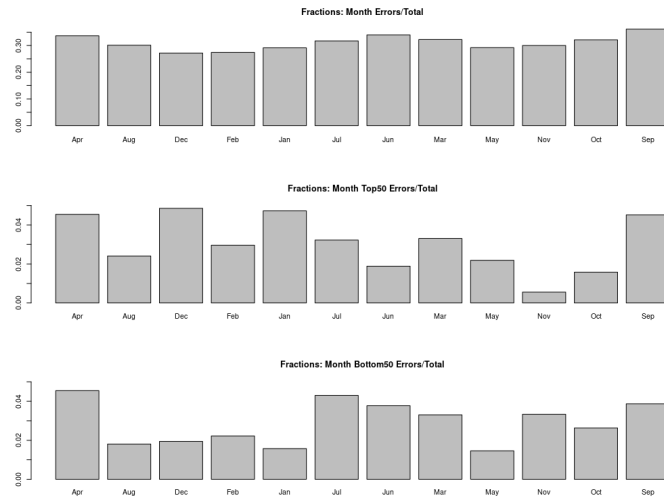 Fractions: Month Errors/Total
0.30
0.20
0.10
0.00
Apr Aug Dec Feb Jan Jul Jun Mar May Nov Oct Sep
Fractions: Month Top50 Errors/Total
0.04
0.02
0.00
Apr Aug Dec Feb Jan Jul Jun Mar May Nov Oct Sep
Fractions: Month Bottom50 Errors/Total
0.04
0.02
0.00
Apr Aug Dec Feb Jan Jul Jun Mar May Nov Oct Sep